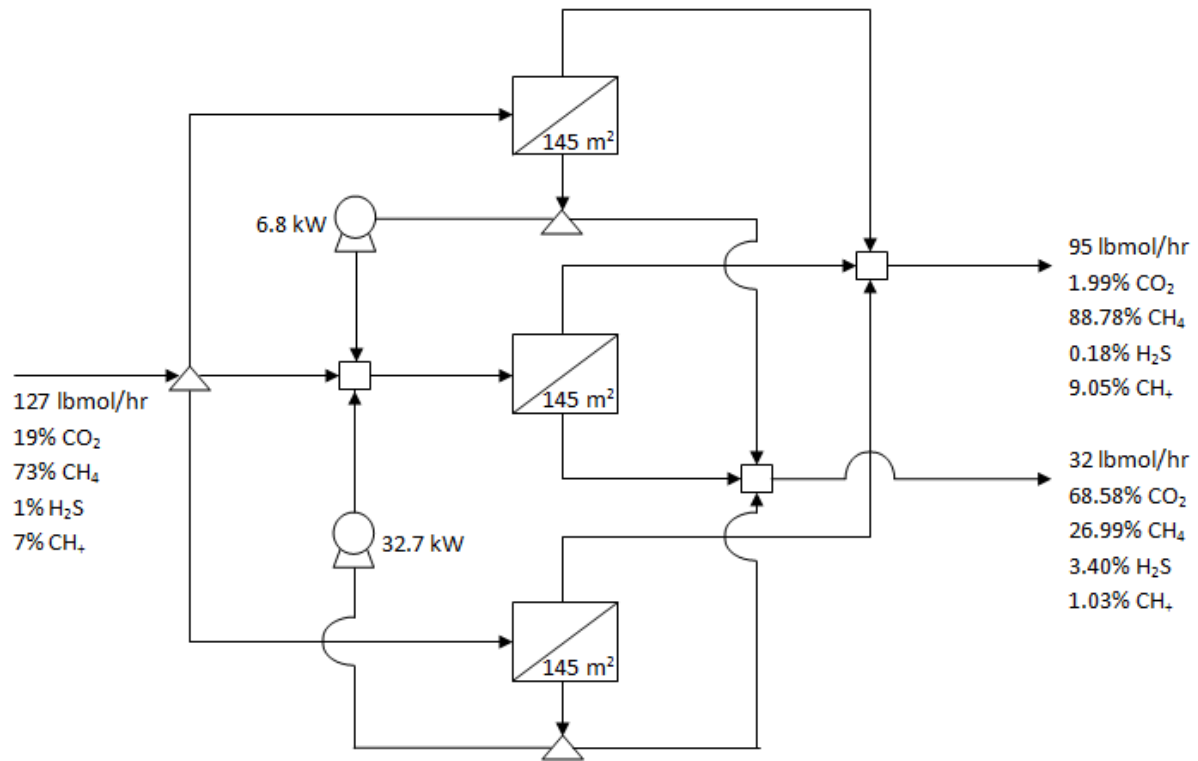 145 m²
6.8 kW
95 lbmol/hr
1.99% CO₂
88.78% CH₄
0.18% H₂S
9.05% CH₊
145 m²
127 lbmol/hr
19% CO₂
73% CH₄
1% H₂S
7% CH₊
32 lbmol/hr
68.58% CO₂
26.99% CH₄
3.40% H₂S
1.03% CH₊
32.7 kW
145 m²